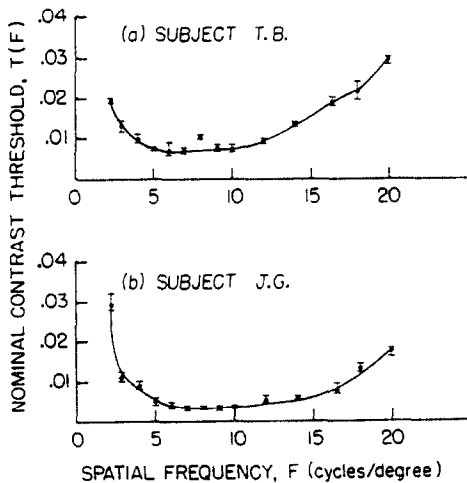 NOMINAL CONTRAST THRESHOLD, T(F)
(a) SUBJECT T.B.
.04
.03
.02
.01
0 5 10 15 20
(b) SUBJECT J.G.
.04
.03
.02
.01
0 5 10 15 20
SPATIAL FREQUENCY, F (cycles/degree)